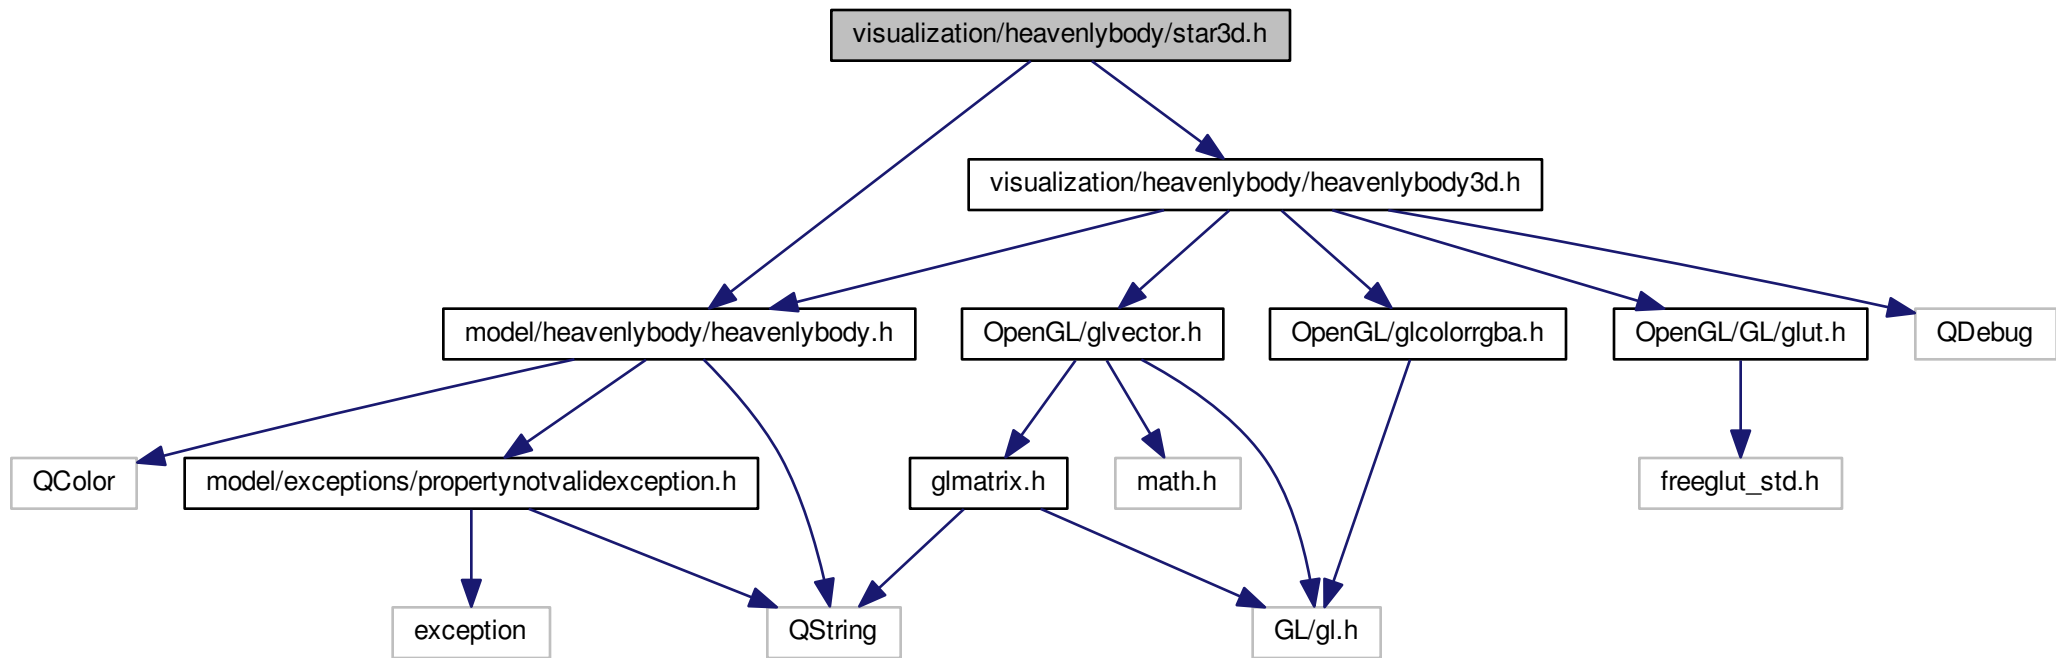 visualization/heavenlybody/star3d.h
visualization/heavenlybody/heavenlybody3d.h
model/heavenlybody/heavenlybody.h
OpenGL/glvector.h
OpenGL/glcolorrgba.h
OpenGL/GL/glut.h
QDebug
QColor
model/exceptions/propertynotvalidexception.h
glmatrix.h
math.h
freeglut_std.h
exception
QString
GL/gl.h